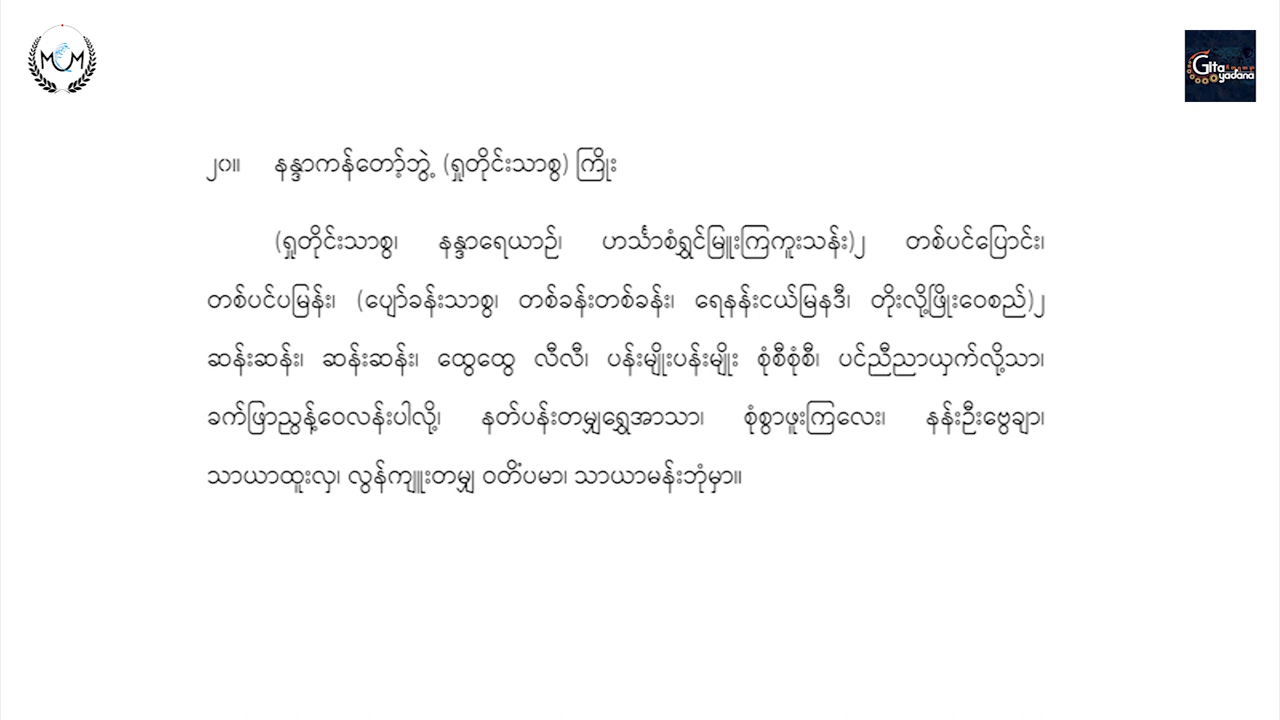 MCM
Gita
yadana
၂၀။ နန္ဒာကန်တော့်ဘွဲ့ (ရှုတိုင်းသာစွ) ကြိုး
(ရှုတိုင်းသာစွ၊ နန္ဒာရေယာဉ်၊ ဟင်္သာစံရွှင်မြူးကြကူးသန်း)၂ တစ်ပင်ပြောင်း၊
တစ်ပင်ပမြန်း၊ (ပျော်ခန်းသာစွ၊ တစ်ခန်းတစ်ခန်း၊ ရေနန်းငယ်မြနဒီ၊ တိုးလို့ဖြိုးဝေစည်)၂
ဆန်းဆန်း၊ ဆန်းဆန်း၊ ထွေထွေ လီလီ၊ ပန်းမျိုးပန်းမျိုး စုံစီစုံစီ၊ ပင်ညီညာယှက်လို့သာ၊
ခက်ဖြာညွန့်ဝေလန်းပါလို့၊ နတ်ပန်းတမျှရွှေအာသာ၊ စုံစွာဖူးကြလေး၊ နန်းဦးဗွေချာ၊
သာယာထူးလှ၊ လွန်ကျူးတမျှ ဝတိံပမာ၊ သာယာမန်းဘုံမှာ။